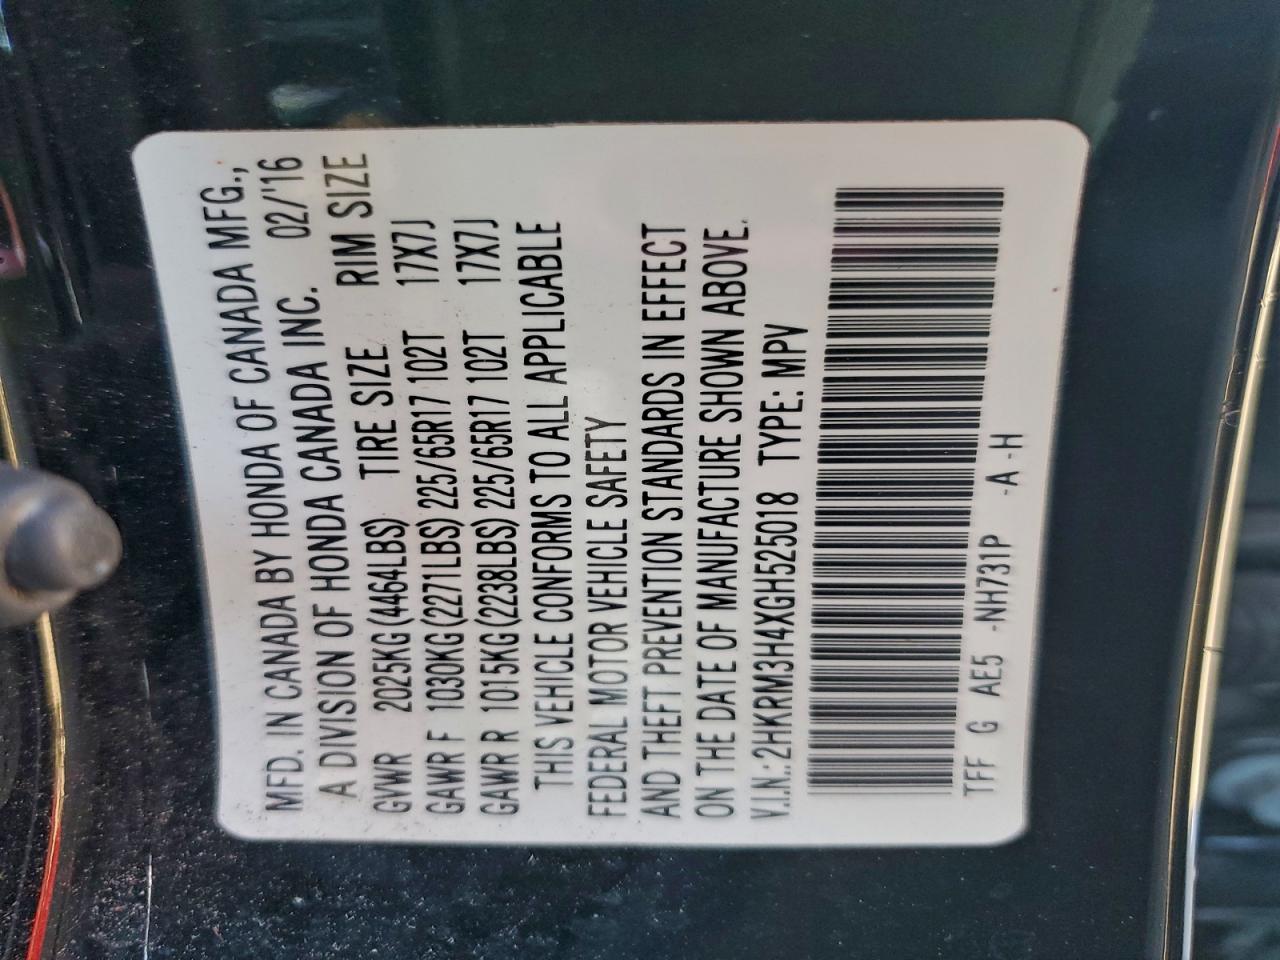 MFD. IN CANADA BY HONDA OF CANADA MFG.,
A DIVISION OF HONDA CANADA INC. 02/'16
GVWR 2025KG(4464LBS) TIRE SIZE RIM SIZE
GAWR F 1030KG(2271LBS) 225/65R17 102T 17X7J
GAWR R 1015KG(2238LBS) 225/65R17 102T 17X7J
THIS VEHICLE CONFORMS TO ALL APPLICABLE
FEDERAL MOTOR VEHICLE SAFETY
AND THEFT PREVENTION STANDARDS IN EFFECT
ON THE DATE OF MANUFACTURE SHOWN ABOVE.
V.I.N.:2HKRM3H4XGH525018 TYPE: MPV
TFF G AE5 -NH731P -A -H